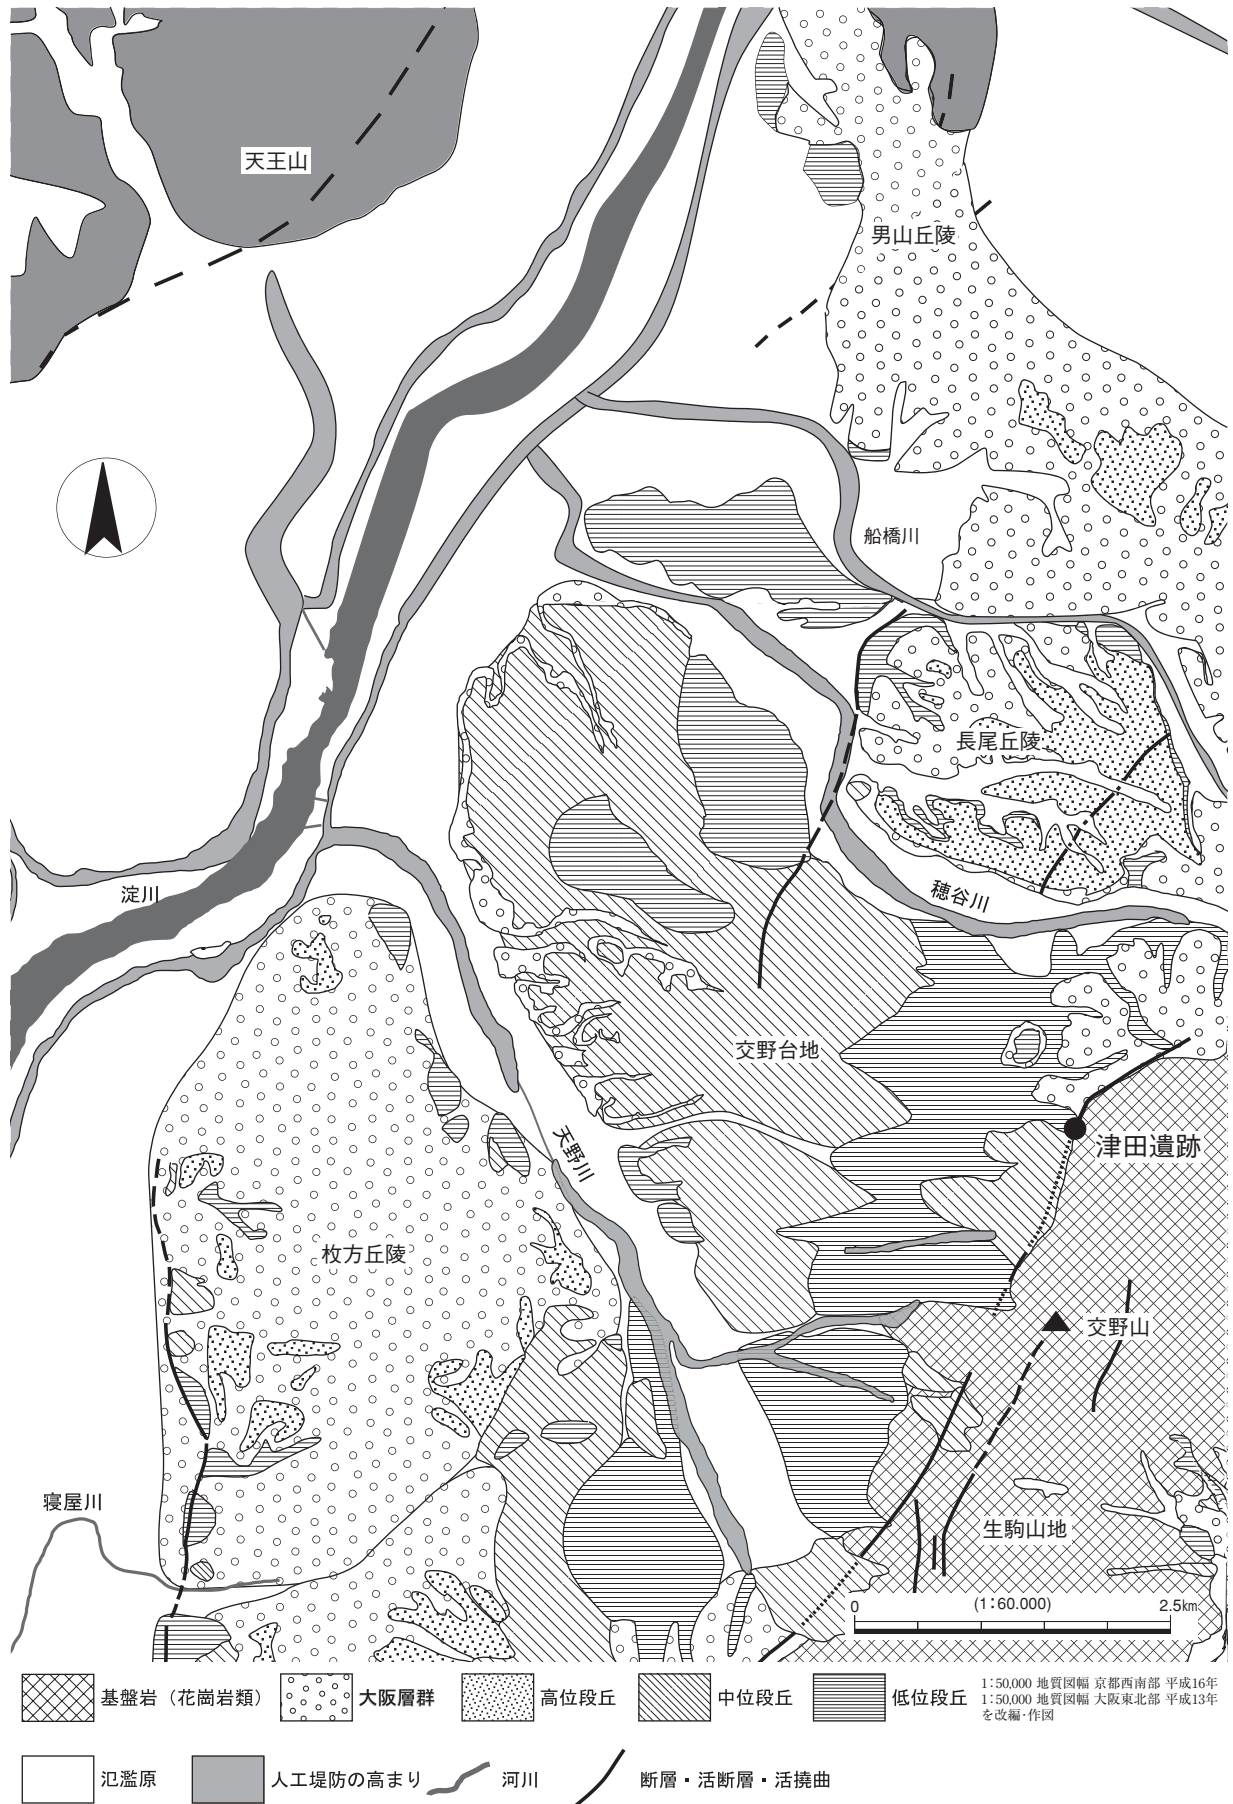 天王山
男山丘陵
船橋川
長尾丘陵
淀川
穂谷川
交野台地
天野川
津田遺跡
枚方丘陵
交野山
寝屋川
生駒山地
0
(1:60.000)
2.5km
基盤岩(花崗岩類)
大阪層群
高位段丘
中位段丘
低位段丘
1:50,000 地質図幅 京都西南部 平成16年
1:50,000 地質図幅 大阪東北部 平成13年
を改編・作図
氾濫原
人工堤防の高まり
河川
断層・活断層・活撓曲